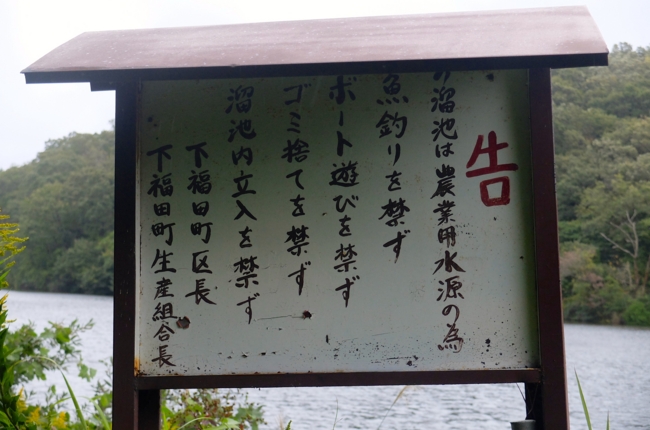 告
溜池は農業用水源の為
魚釣りを禁ず
ボート遊びを禁ず
ゴミ捨てを禁ず
溜池内立入を禁ず
下福田町区長
下福田町生産組合長